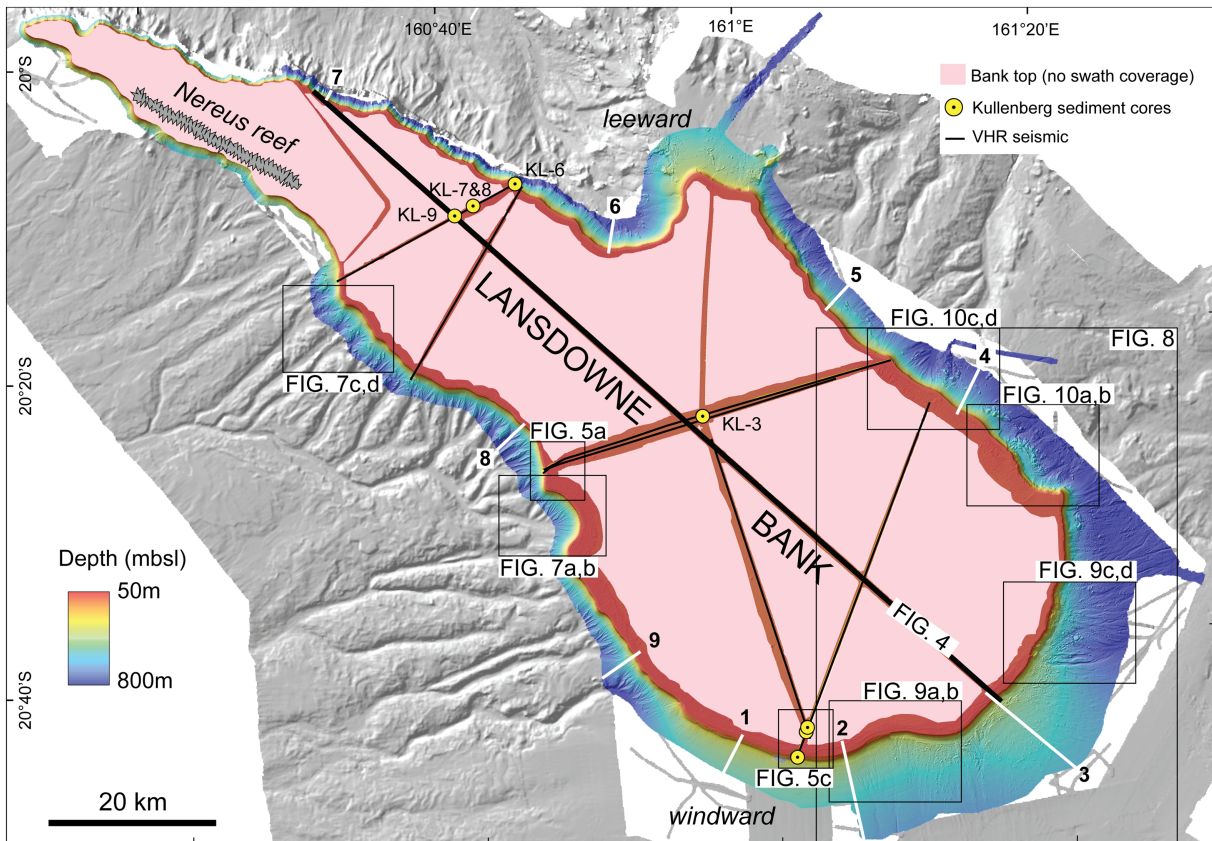 160°40'E
161°E
161°20'E
20°S
20°20'S
20°40'S
Bank top (no swath coverage)
Kullenberg sediment cores
VHR seismic
7
Nereus reef
leeward
KL-6
KL-7&8
KL-9
6
5
LANSDOWNE
BANK
FIG. 10c,d
FIG. 8
4
FIG. 7c,d
FIG. 10a,b
KL-3
FIG. 5a
8
FIG. 7a,b
FIG. 9c,d
Depth (mbsl)
50m
800m
FIG. 4
9
FIG. 9a,b
1
2
3
FIG. 5c
20 km
windward